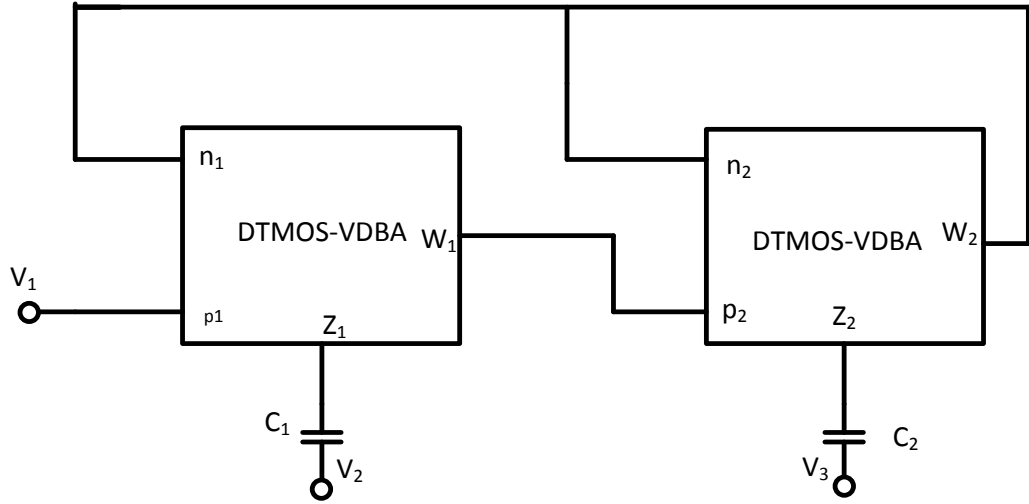 n₁
n₂
DTMOS-VDBA
W₁
DTMOS-VDBA
W₂
V₁
p1
Z₁
p₂
Z₂
C₁
V₂
C₂
V₃